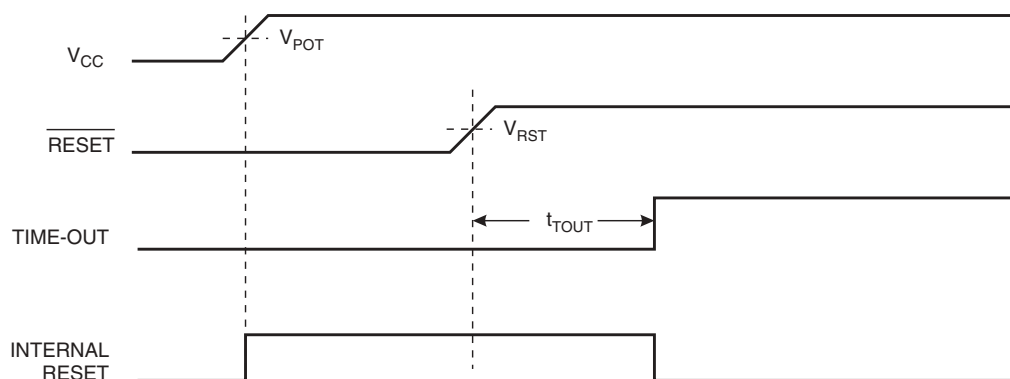 V_CC
V_POT
RESET
V_RST
TIME-OUT
t_TOUT
INTERNAL
RESET